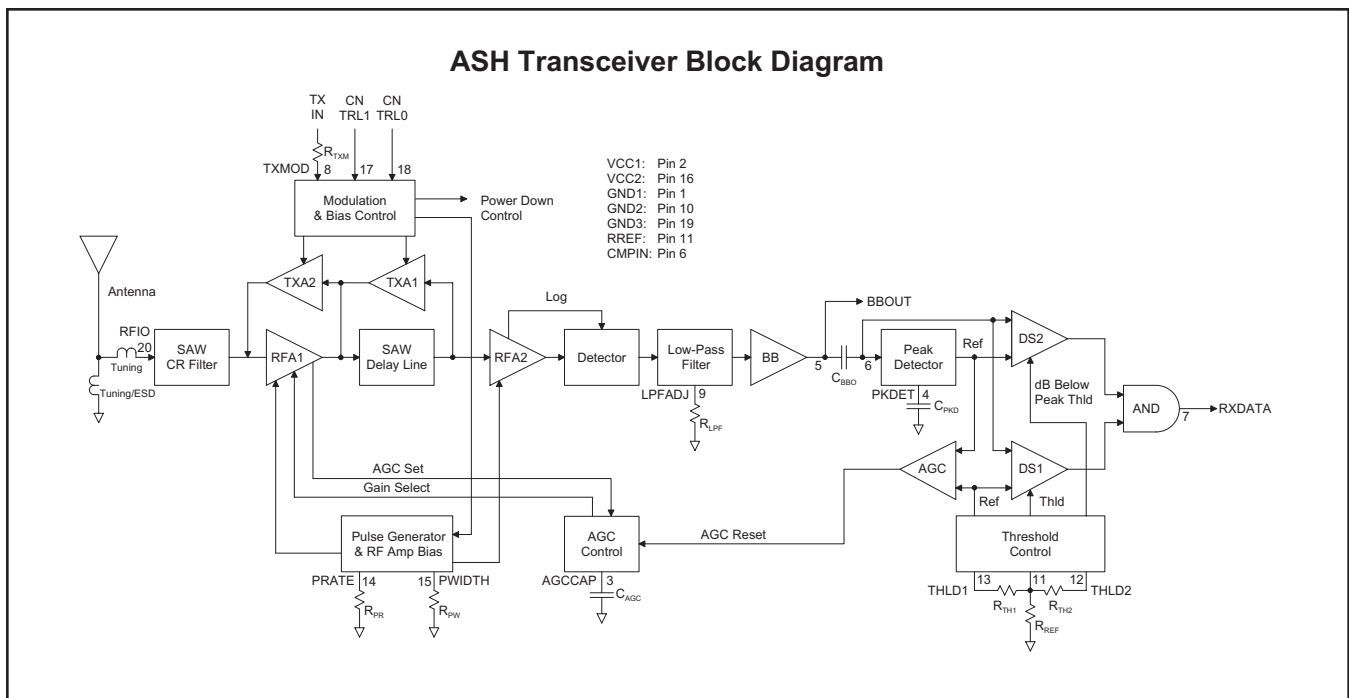 ASH Transceiver Block Diagram
TX
IN
CN
TRL1
CN
TRL0
RTXM
TXMOD
8
17
18
Modulation
& Bias Control
Power Down
Control
VCC1: Pin 2
VCC2: Pin 16
GND1: Pin 1
GND2: Pin 10
GND3: Pin 19
RREF: Pin 11
CMPIN: Pin 6
Antenna
TXA2
TXA1
Log
BBOUT
RFIO
20
Tuning
Tuning/ESD
SAW
CR Filter
RFA1
SAW
Delay Line
RFA2
Detector
Low-Pass
Filter
BB
5
CBBO
6
Peak
Detector
Ref
DS2
LPFADJ
9
RLPF
PKDET
4
CPKD
dB Below
Peak Thld
AND
7
RXDATA
AGC Set
Gain Select
AGC
DS1
Ref
Thld
Pulse Generator
& RF Amp Bias
AGC
Control
AGC Reset
Threshold
Control
PRATE
14
15
PWIDTH
RPR
RPW
AGCCAP
3
CAGC
THLD1
13
11
12
THLD2
RTH1
RTH2
RREF